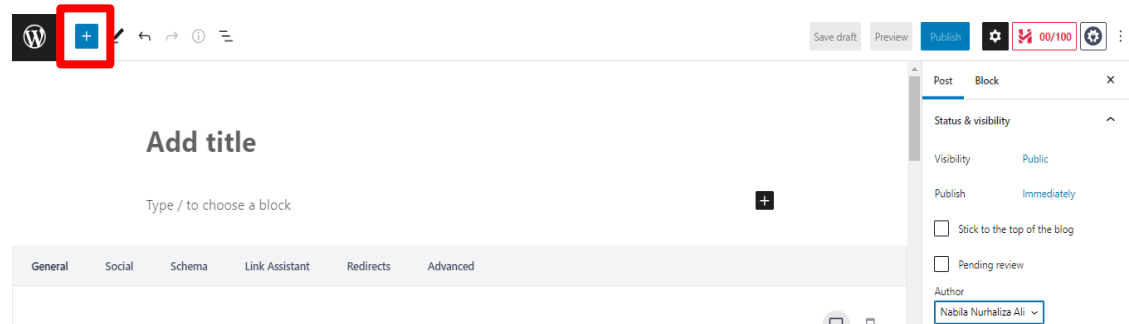 Save draft Preview Publish 00/100
Post Block
Add title
Status & visibility
Visibility Public
Type / to choose a block
Publish Immediately
Stick to the top of the blog
General Social Schema Link Assistant Redirects Advanced
Pending review
Author
Nabila Nurhaliza Ali